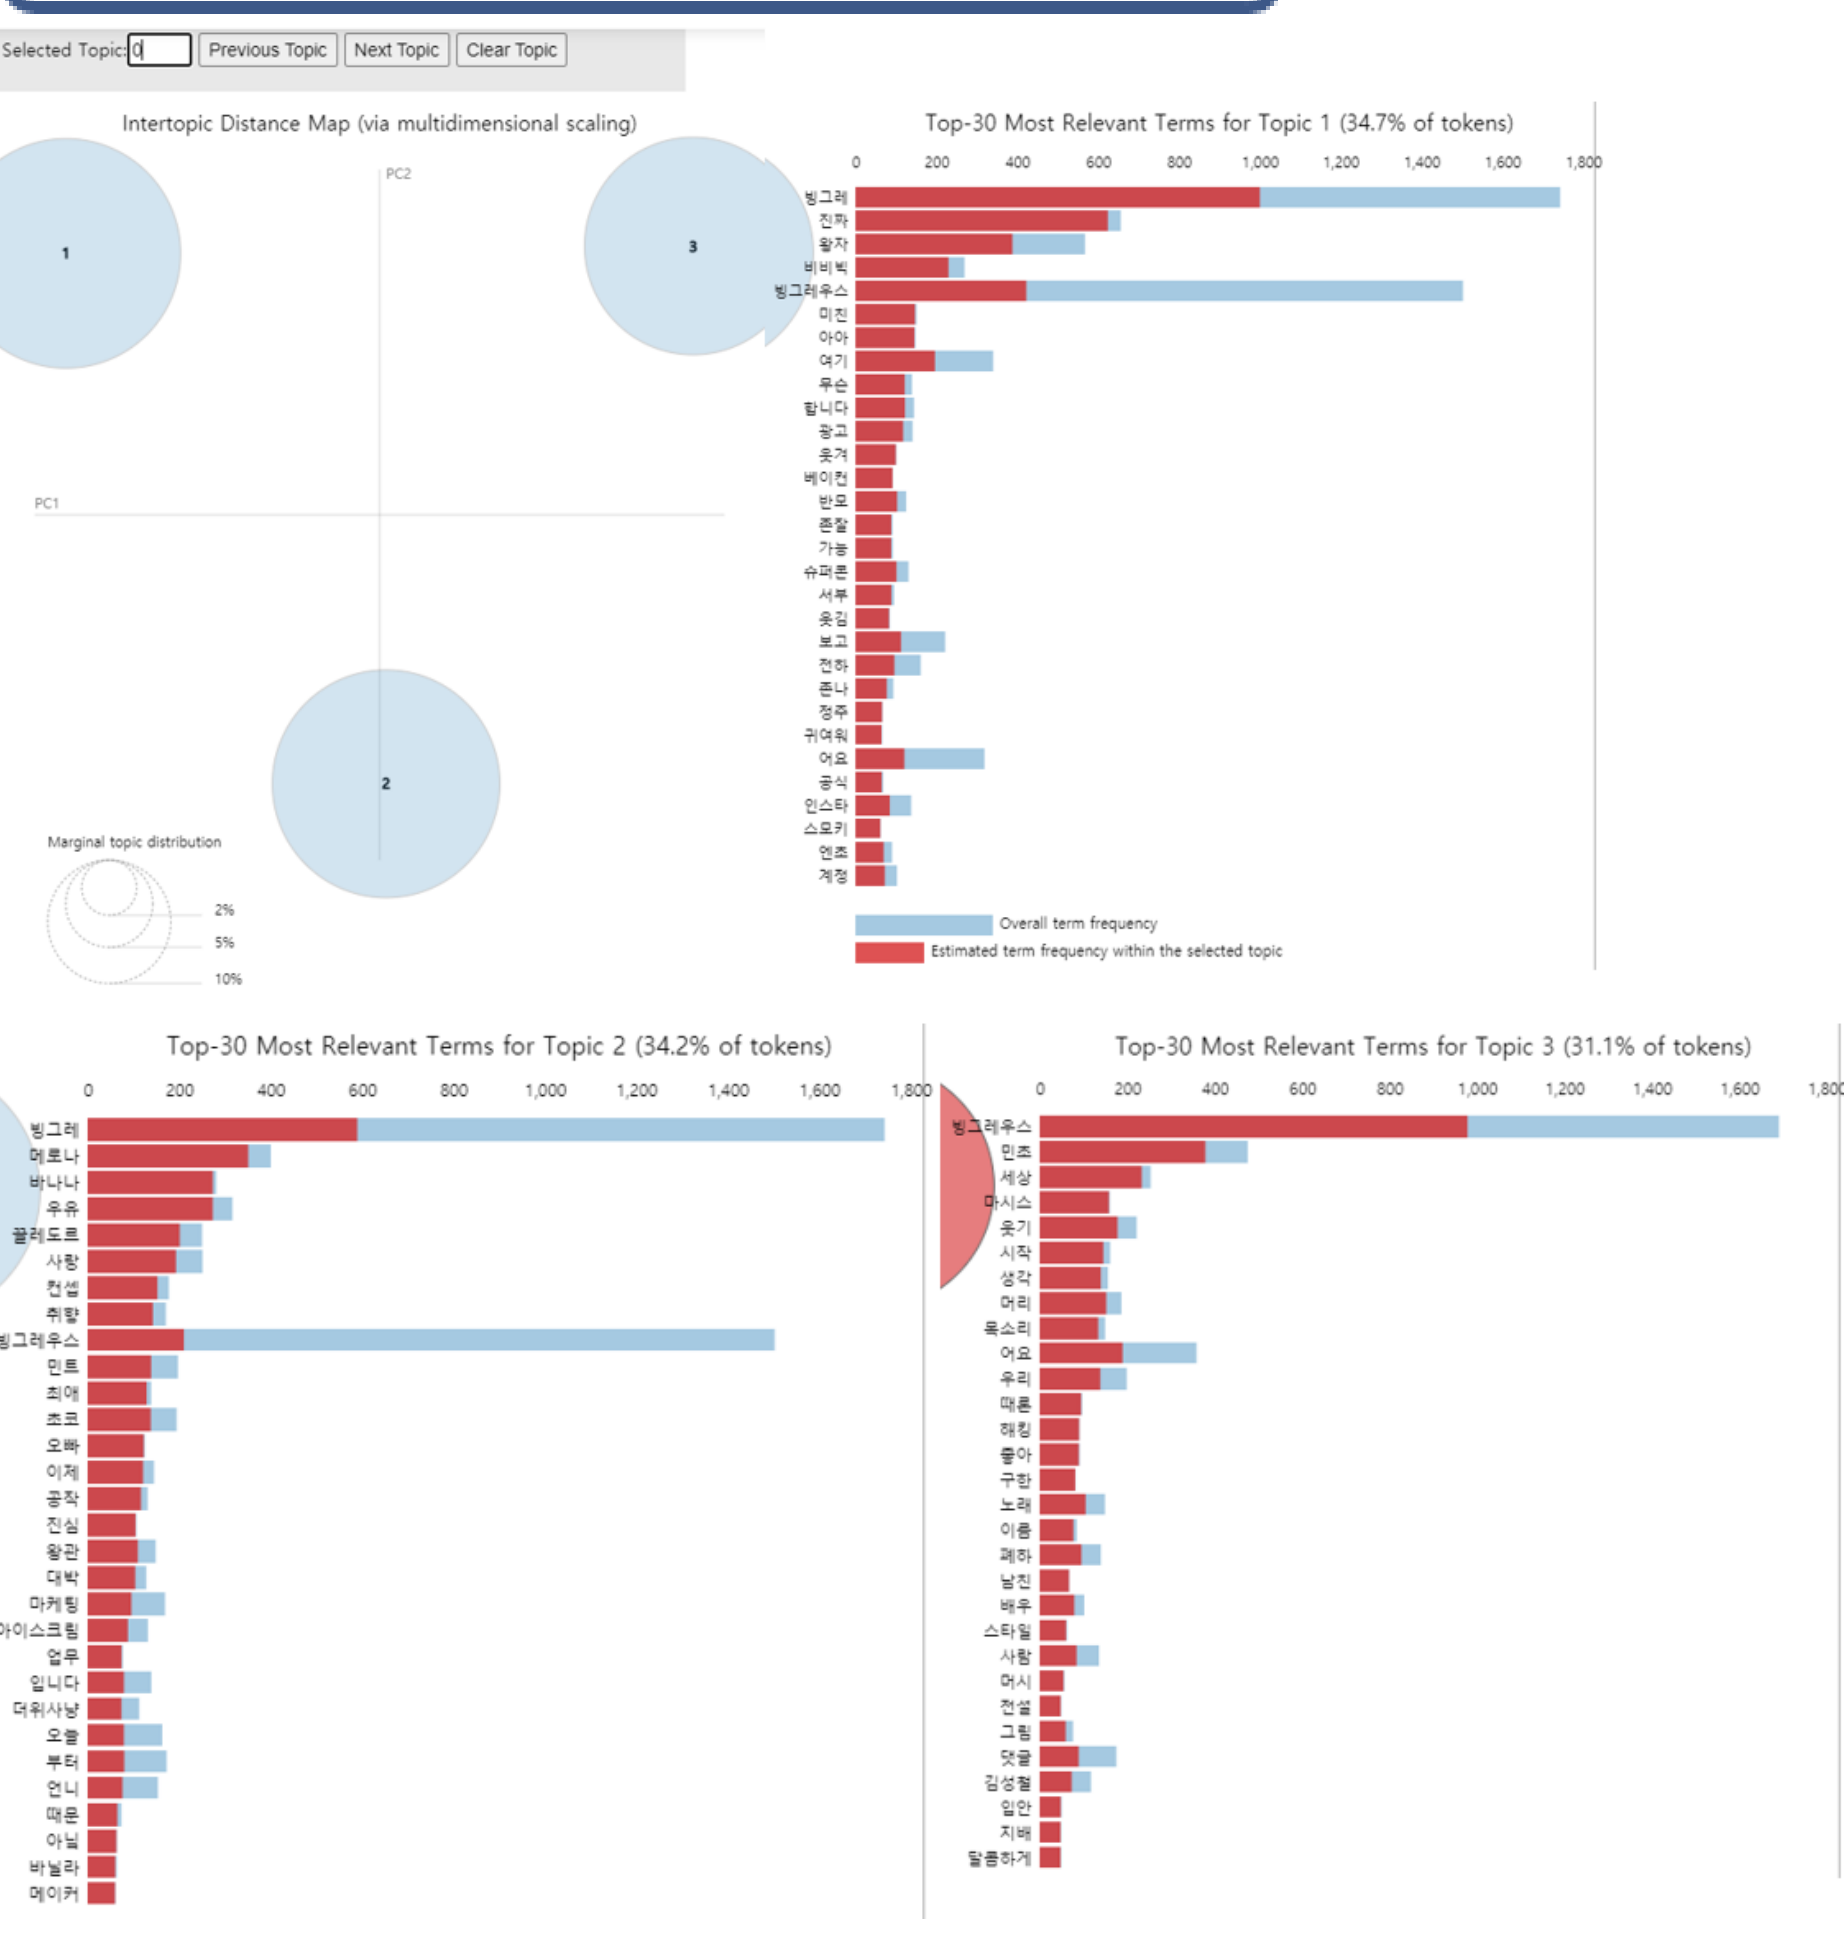 Selected Topic: 0 Previous Topic Next Topic Clear Topic
Intertopic Distance Map (via multidimensional scaling)
PC2
PC1
1
3
2
Marginal topic distribution
2%
5%
10%
Top-30 Most Relevant Terms for Topic 1 (34.7% of tokens)
0 200 400 600 800 1,000 1,200 1,400 1,600 1,800
빙그레
진짜
왕자
비비빅
빙그레우스
미친
아아
여기
무슨
합니다
광고
웃겨
베이컨
반모
존잘
가능
슈퍼콘
서부
웃김
보고
전하
존나
정주
귀여워
어요
공식
인스타
스모키
엔초
계정
Overall term frequency
Estimated term frequency within the selected topic
Top-30 Most Relevant Terms for Topic 2 (34.2% of tokens)
0 200 400 600 800 1,000 1,200 1,400 1,600 1,800
빙그레
메로나
바나나
우유
끌레도르
사랑
컨셉
취향
빙그레우스
민트
최애
초코
오빠
이제
공작
진심
왕관
대박
마케팅
아이스크림
업무
입니다
더위사냥
오늘
부터
언니
때문
아닠
바닐라
메이커
Top-30 Most Relevant Terms for Topic 3 (31.1% of tokens)
0 200 400 600 800 1,000 1,200 1,400 1,600 1,800
빙그레우스
민초
세상
마시스
웃기
시작
생각
머리
목소리
어요
우리
때론
해킹
좋아
구한
노래
이름
폐하
남친
배우
스타일
사람
머시
전설
그림
댓글
김성철
입안
지배
달콤하게